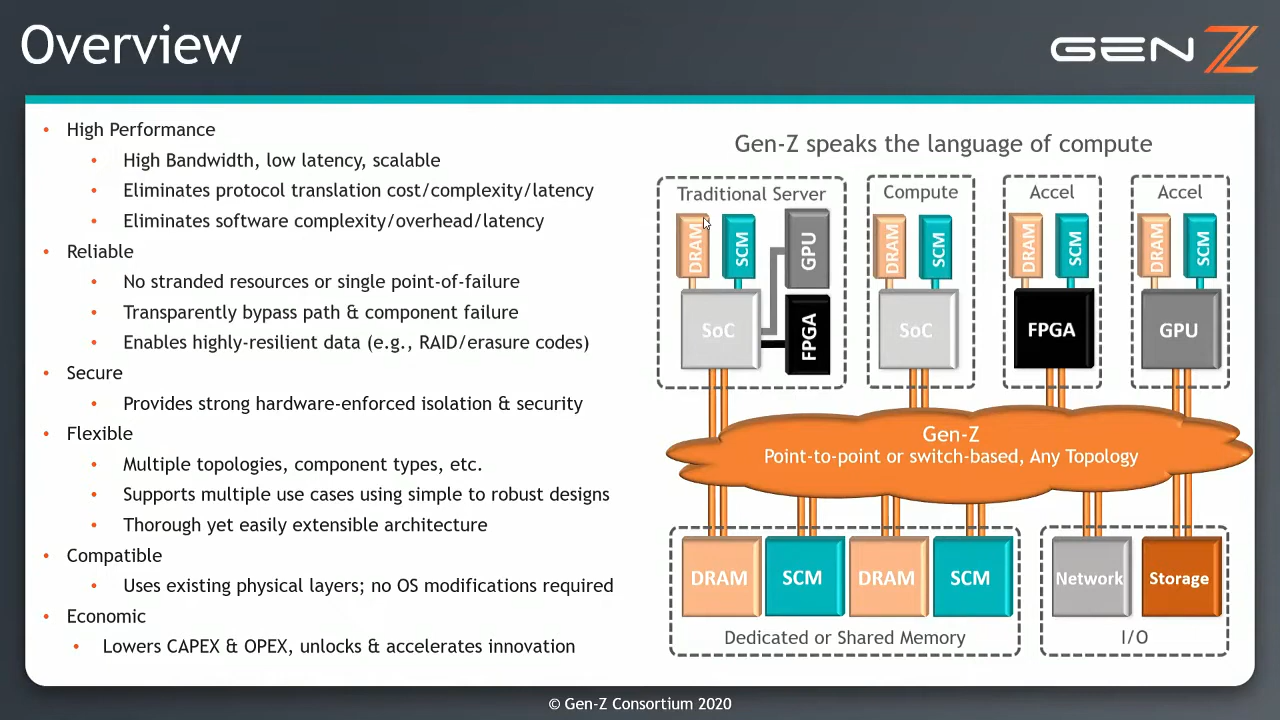 Overview
GEN Z
• High Performance
• High Bandwidth, low latency, scalable
• Eliminates protocol translation cost/complexity/latency
• Eliminates software complexity/overhead/latency
• Reliable
• No stranded resources or single point-of-failure
• Transparently bypass path & component failure
• Enables highly-resilient data (e.g., RAID/erasure codes)
• Secure
• Provides strong hardware-enforced isolation & security
• Flexible
• Multiple topologies, component types, etc.
• Supports multiple use cases using simple to robust designs
• Thorough yet easily extensible architecture
• Compatible
• Uses existing physical layers; no OS modifications required
• Economic
• Lowers CAPEX & OPEX, unlocks & accelerates innovation
Gen-Z speaks the language of compute
Traditional Server
DRAM
SCM
GPU
SoC
FPGA
Compute
DRAM
SCM
SoC
Accel
DRAM
SCM
FPGA
Accel
DRAM
SCM
GPU
Gen-Z
Point-to-point or switch-based, Any Topology
DRAM
SCM
DRAM
SCM
Dedicated or Shared Memory
Network
Storage
I/O
© Gen-Z Consortium 2020